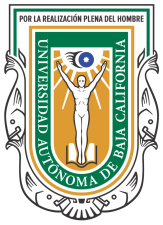 POR LA REALIZACIÓN PLENA DEL HOMBRE
UNIVERSIDAD AUTÓNOMA DE BAJA CALIFORNIA